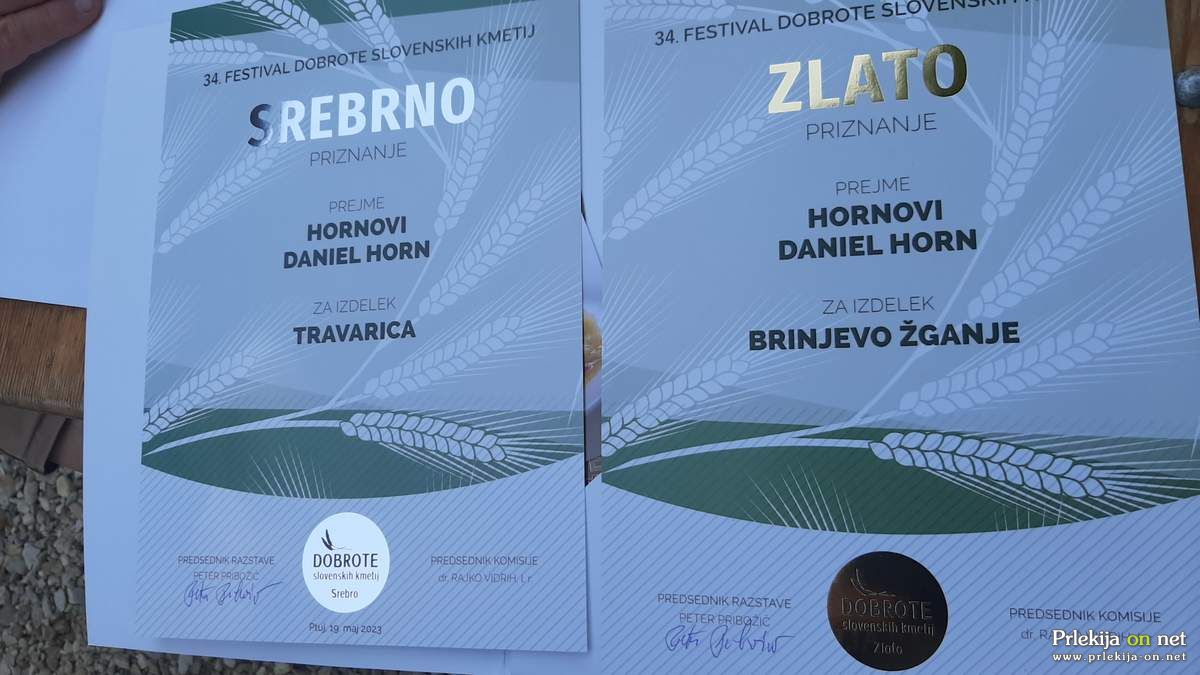 34. FESTIVAL DOBROTE SLOVENSKIH KMETIJ
SREBRNO
PRIZNANJE
PREJME
HORNOVI
DANIEL HORN
ZA IZDELEK
TRAVARICA
PREDSEDNIK RAZSTAVE
PETER PRIBOŽIČ
DOBROTE
slovenskih kmetij
Srebro
PREDSEDNIK KOMISIJE
dr. RAJKO VIDRIH, l. r.
Ptuj, 19. maj 2023
34. FESTIVAL DOBROTE SLOVENSKIH
ZLATO
PRIZNANJE
PREJME
HORNOVI
DANIEL HORN
ZA IZDELEK
BRINJEVO ŽGANJE
PREDSEDNIK RAZSTAVE
PETER PRIBOŽIČ
DOBROTE
slovenskih kmetij
Zlato
PREDSEDNIK KOMISIJE
dr.
Prlekija-on.net
www.prlekija-on.net